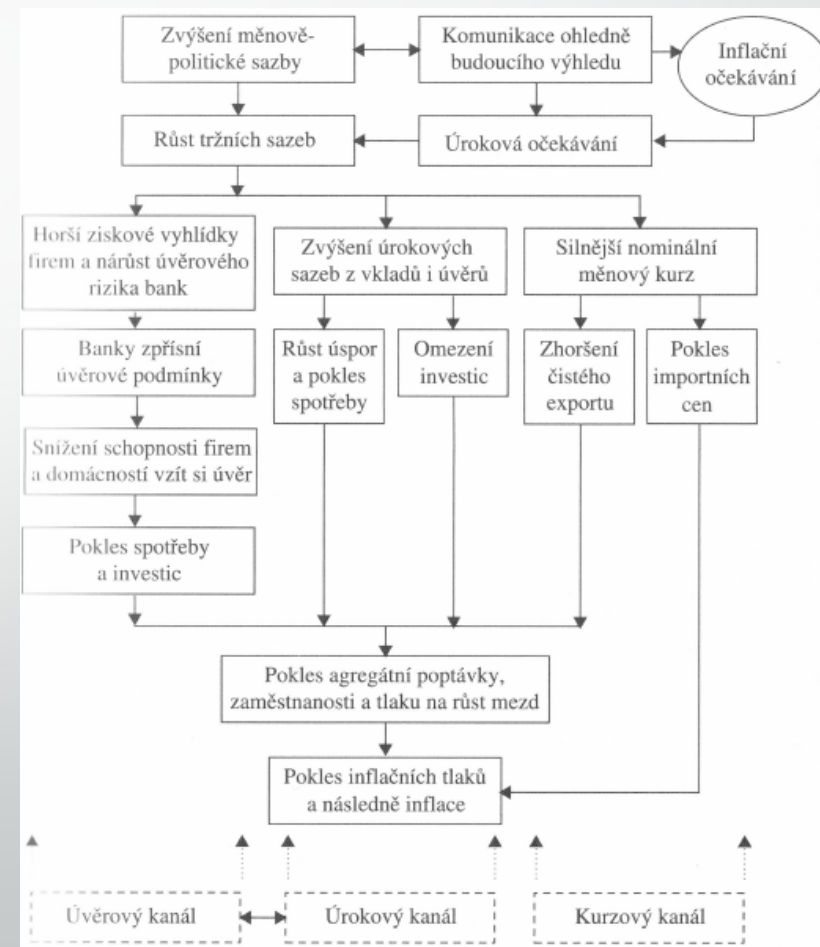 Zvýšení měnově-
politické sazby
Komunikace ohledně
budoucího výhledu
Inflační
očekávání
Růst tržních sazeb
Úroková očekávání
Horší ziskové vyhlídky
firem a nárůst úvěrového
rizika bank
Zvýšení úrokových
sazeb z vkladů i úvěrů
Silnější nominální
měnový kurz
Banky zpřísní
úvěrové podmínky
Růst úspor
a pokles
spotřeby
Omezení
investic
Zhoršení
čistého
exportu
Pokles
importních
cen
Snížení schopnosti firem
a domácností vzít si úvěr
Pokles spotřeby
a investic
Pokles agregátní poptávky,
zaměstnanosti a tlaku na růst mezd
Pokles inflačních tlaků
a následně inflace
Úvěrový kanál
Úrokový kanál
Kurzový kanál